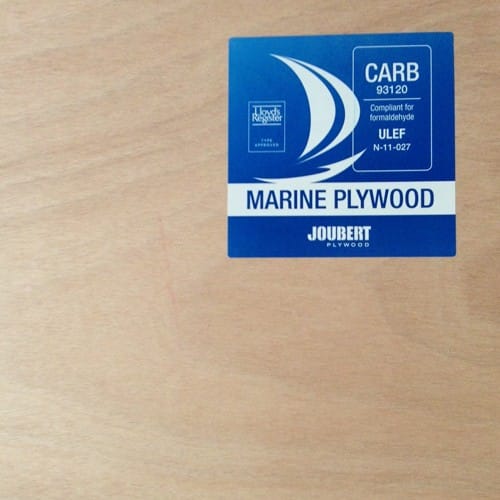 CARB
93120
Compliant for
formaldehyde
ULEF
N-11-027
Lloyd's
Register
TYPE
APPROVED
MARINE PLYWOOD
JOUBERT
PLYWOOD